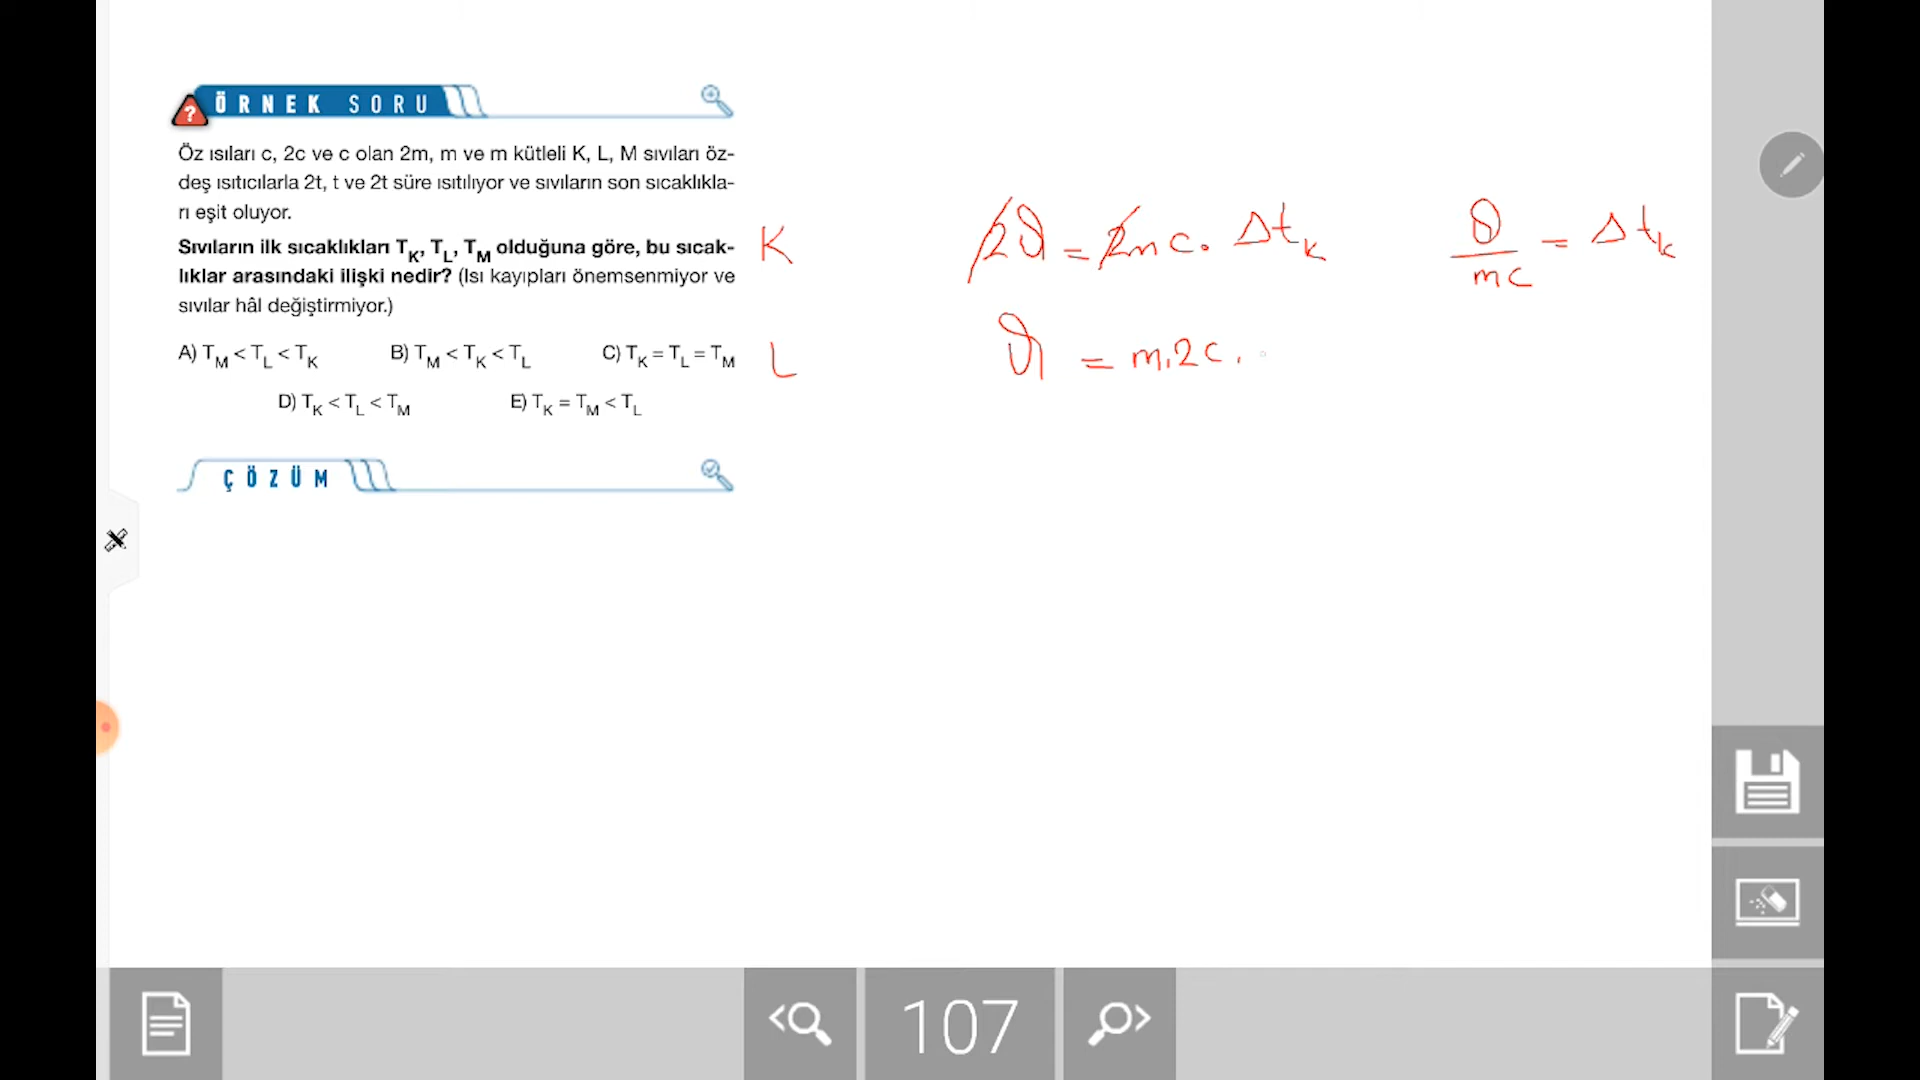 ÖRNEK SORU
Öz ısıları c, 2c ve c olan 2m, m ve m kütleli K, L, M sıvıları öz-
deş ısıtıcılarla 2t, t ve 2t süre ısıtılıyor ve sıvıların son sıcaklıkla-
rı eşit oluyor.
Sıvıların ilk sıcaklıkları T_K, T_L, T_M olduğuna göre, bu sıcak-
lıklar arasındaki ilişki nedir? (Isı kayıpları önemsenmiyor ve
sıvılar hâl değiştirmiyor.)
A) T_M < T_L < T_K B) T_M < T_K < T_L C) T_K = T_L = T_M
D) T_K < T_L < T_M E) T_K = T_M < T_L
ÇÖZÜM
K 2Q = 2mc. Δt_K Q/mc = Δt_K
L Q = m.2c.
107